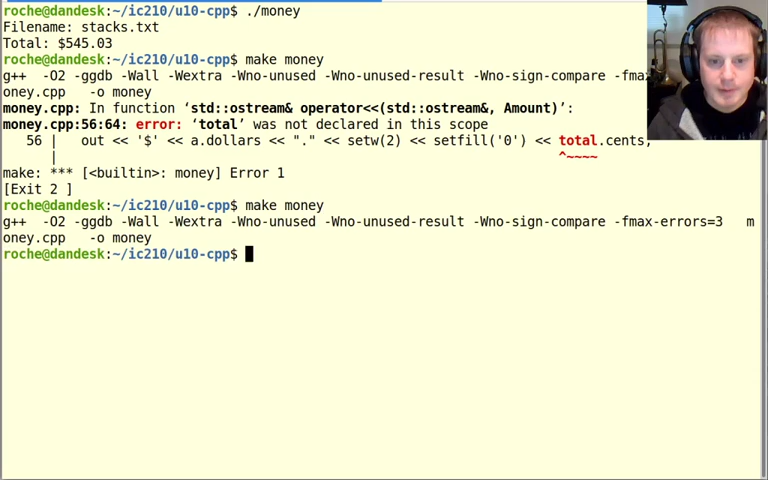 roche@dandesk:~/ic210/u10-cpp$ ./money
Filename: stacks.txt
Total: $545.03
roche@dandesk:~/ic210/u10-cpp$ make money
g++  -O2 -ggdb -Wall -Wextra -Wno-unused -Wno-unused-result -Wno-sign-compare -fmax
oney.cpp   -o money
money.cpp: In function ‘std::ostream& operator<<(std::ostream&, Amount)’:
money.cpp:56:64: error: ‘total’ was not declared in this scope
   56 |   out << '$' << a.dollars << "." << setw(2) << setfill('0') << total.cents;
      |                                                                ^~~~~
make: *** [<builtin>: money] Error 1
[Exit 2 ]
roche@dandesk:~/ic210/u10-cpp$ make money
g++  -O2 -ggdb -Wall -Wextra -Wno-unused -Wno-unused-result -Wno-sign-compare -fmax-errors=3   m
oney.cpp   -o money
roche@dandesk:~/ic210/u10-cpp$